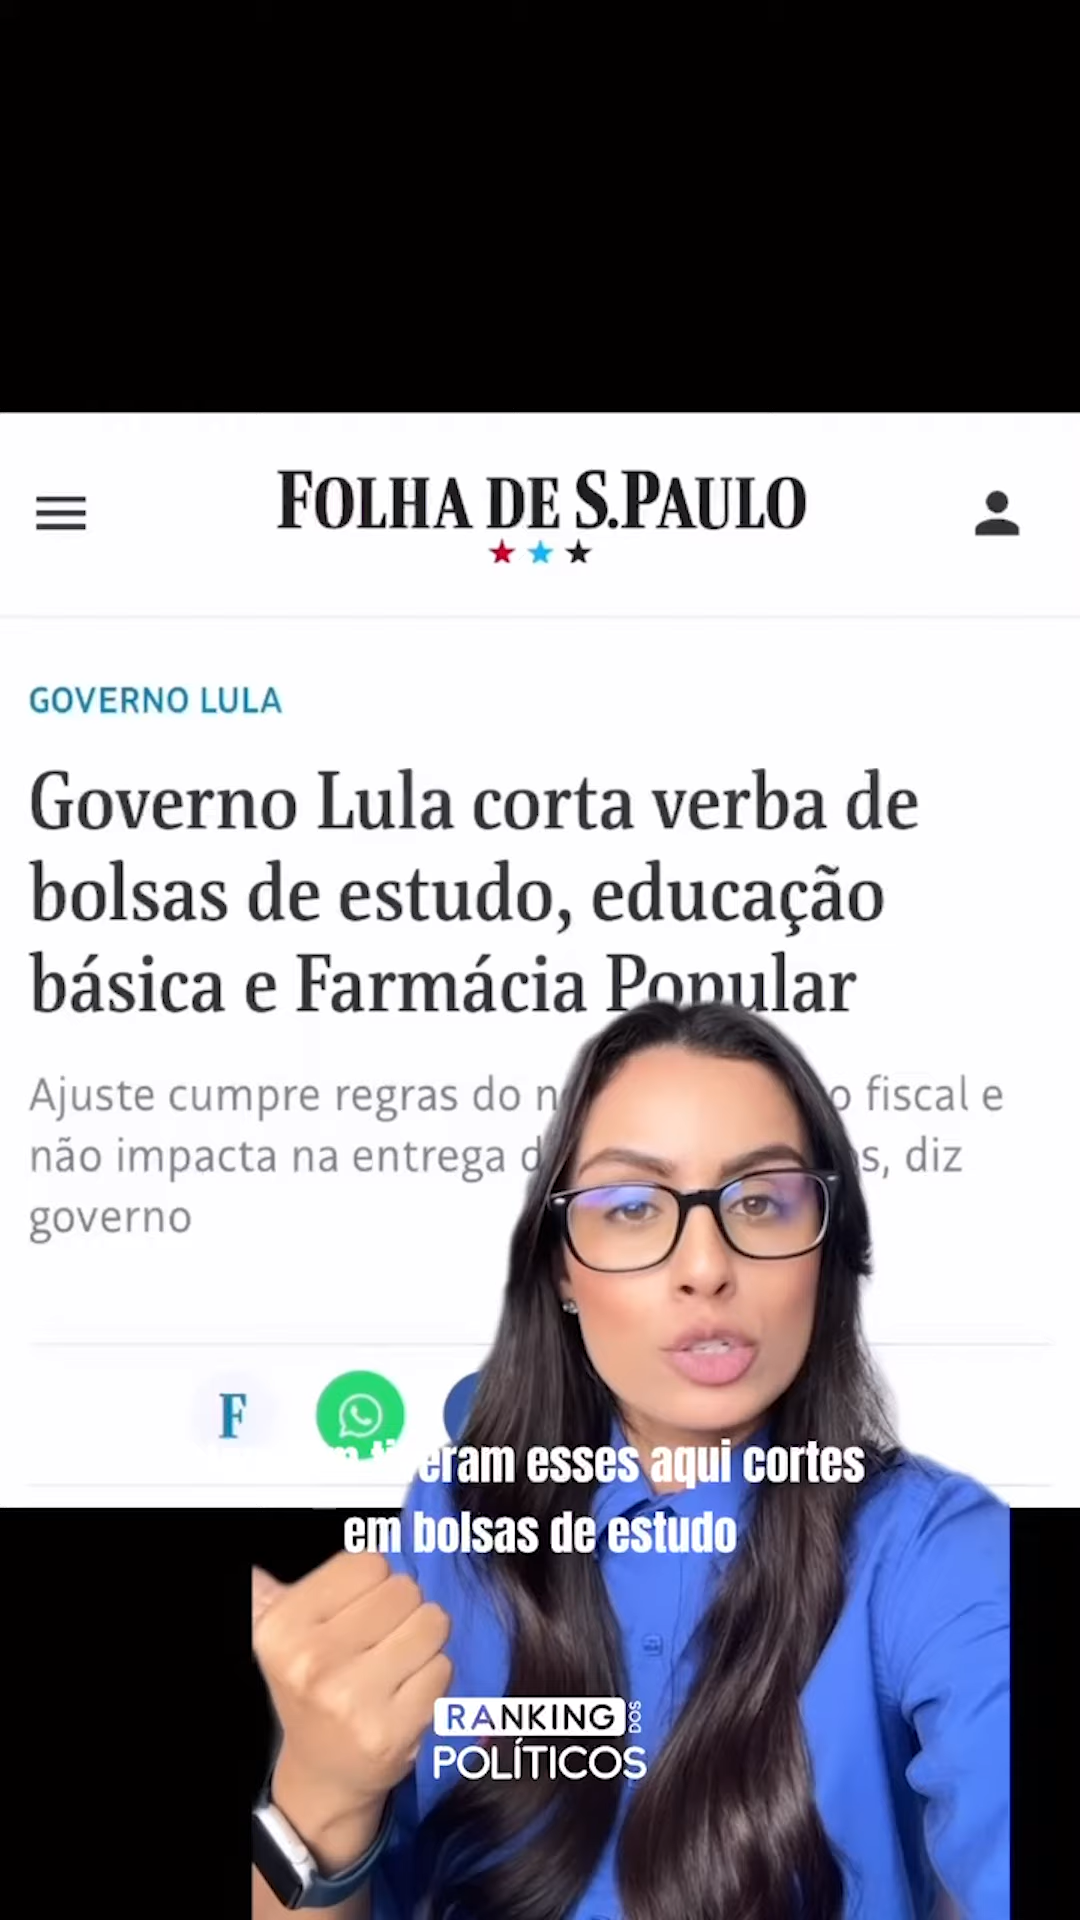 FOLHA DE S.PAULO
GOVERNO LULA
Governo Lula corta verba de
bolsas de estudo, educação
básica e Farmácia Popular
Ajuste cumpre regras do fiscal e
não impacta na entrega diz
governo
F
esses aqui cortes
em bolsas de estudo
RANKING DOS
POLÍTICOS